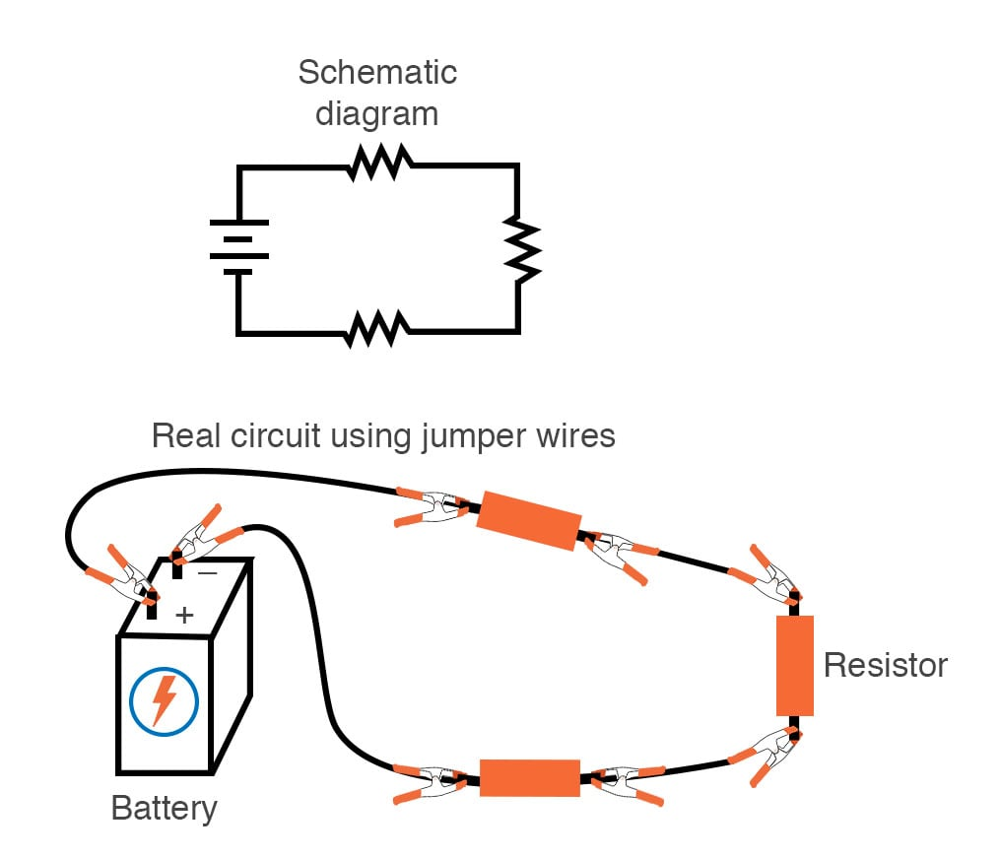 Schematic
diagram
Real circuit using jumper wires
−
+
Resistor
Battery